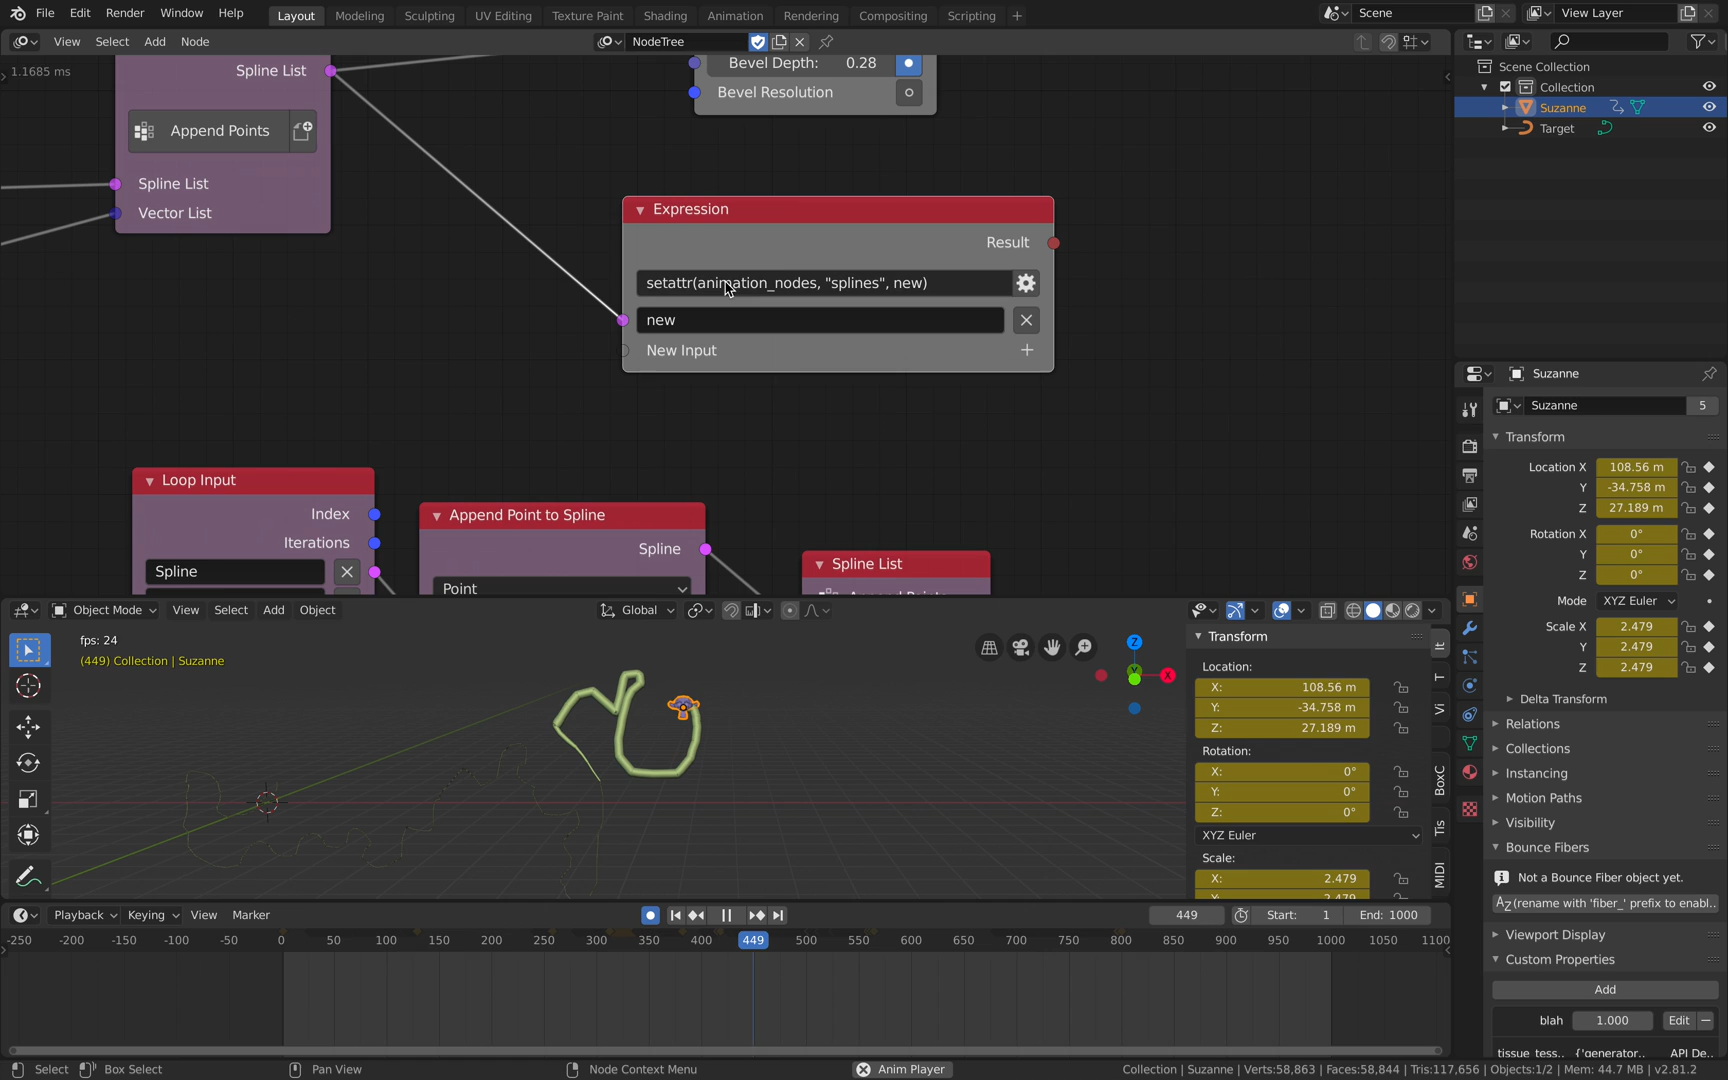 File Edit Render Window Help Layout Modeling Sculpting UV Editing Texture Paint Shading Animation Rendering Compositing Scripting + Scene View Layer
View Select Add Node NodeTree
1.1685 ms
Spline List
Append Points
Spline List
Vector List
Bevel Depth: 0.28
Bevel Resolution
Expression
Result
setattr(animation_nodes, "splines", new)
new
New Input
Loop Input
Index
Iterations
Spline
Append Point to Spline
Spline
Point
Spline List
Scene Collection
Collection
Suzanne
Target
Suzanne
Suzanne 5
Transform
Location X 108.56 m
Y -34.758 m
Z 27.189 m
Rotation X 0°
Y 0°
Z 0°
Mode XYZ Euler
Scale X 2.479
Y 2.479
Z 2.479
Delta Transform
Relations
Collections
Instancing
Motion Paths
Visibility
Bounce Fibers
Not a Bounce Fiber object yet.
(rename with 'fiber_' prefix to enabl..
Viewport Display
Custom Properties
Add
blah 1.000 Edit
tissue_tess.. {'generator.. API De..
Object Mode View Select Add Object Global
fps: 24
(449) Collection | Suzanne
Z
Y
X
Transform
Location:
X: 108.56 m
Y: -34.758 m
Z: 27.189 m
Rotation:
X: 0°
Y: 0°
Z: 0°
XYZ Euler
Scale:
X: 2.479
It
T
Vi
BoxC
Tis
MIDI
Playback Keying View Marker 449 Start: 1 End: 1000
-250 -200 -150 -100 -50 0 50 100 150 200 250 300 350 400 449 500 550 600 650 700 750 800 850 900 950 1000 1050 1100
Select Box Select Pan View Node Context Menu Anim Player Collection | Suzanne | Verts:58,863 | Faces:58,844 | Tris:117,656 | Objects:1/2 | Mem: 44.7 MB | v2.81.2